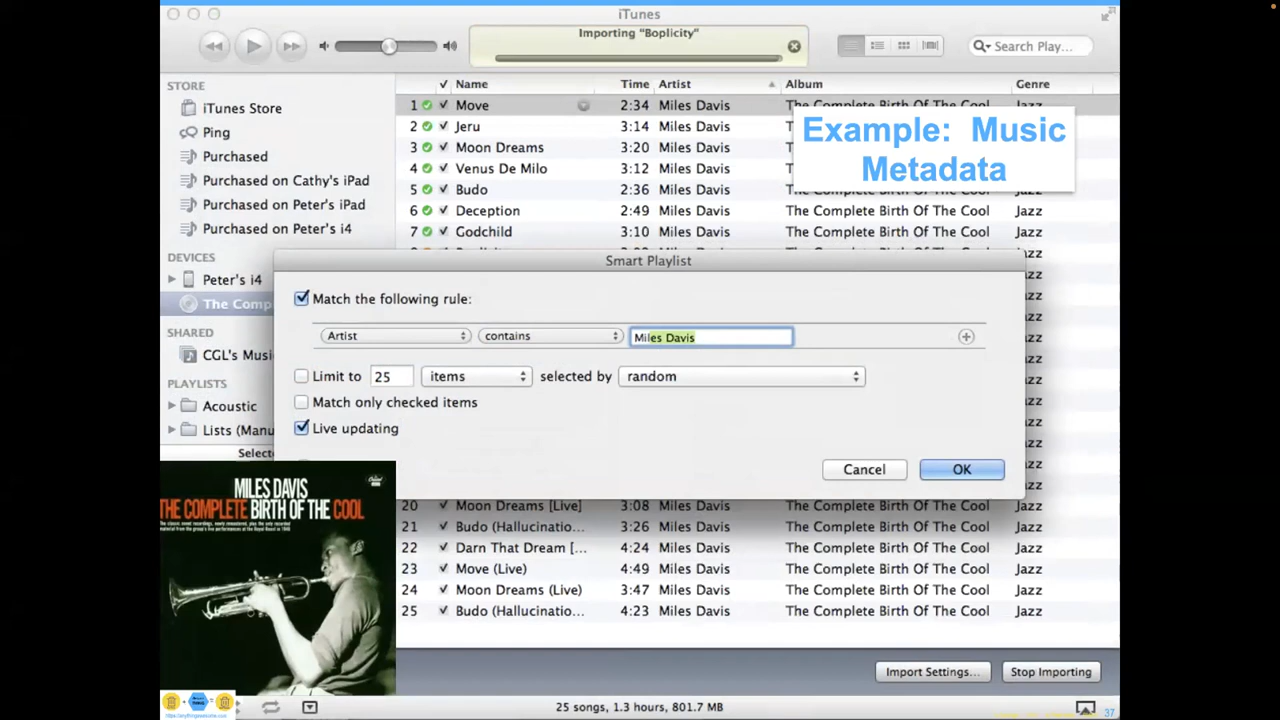 iTunes
Importing "Boplicity"
Search Play...
STORE
iTunes Store
Ping
Purchased
Purchased on Cathy's iPad
Purchased on Peter's iPad
Purchased on Peter's i4
DEVICES
Peter's i4
The Comp
SHARED
CGL's Musi
PLAYLISTS
Acoustic
Lists (Manu
Select
Name Time Artist Album Genre
1 Move 2:34 Miles Davis The Complete Birth Of The Cool Jazz
2 Jeru 3:14 Miles Davis
3 Moon Dreams 3:20 Miles Davis
4 Venus De Milo 3:12 Miles Davis
5 Budo 2:36 Miles Davis
6 Deception 2:49 Miles Davis The Complete Birth Of The Cool Jazz
7 Godchild 3:10 Miles Davis The Complete Birth Of The Cool Jazz
Example: Music
Metadata
Smart Playlist
Match the following rule:
Artist contains Miles Davis
Limit to 25 items selected by random
Match only checked items
Live updating
Cancel OK
20 Moon Dreams [Live] 3:08 Miles Davis The Complete Birth Of The Cool Jazz
21 Budo (Hallucinatio... 3:26 Miles Davis The Complete Birth Of The Cool Jazz
22 Darn That Dream [... 4:24 Miles Davis The Complete Birth Of The Cool Jazz
23 Move (Live) 4:49 Miles Davis The Complete Birth Of The Cool Jazz
24 Moon Dreams (Live) 3:47 Miles Davis The Complete Birth Of The Cool Jazz
25 Budo (Hallucinatio... 4:23 Miles Davis The Complete Birth Of The Cool Jazz
MILES DAVIS
THE COMPLETE BIRTH OF THE COOL
Import Settings... Stop Importing
25 songs, 1.3 hours, 801.7 MB
37